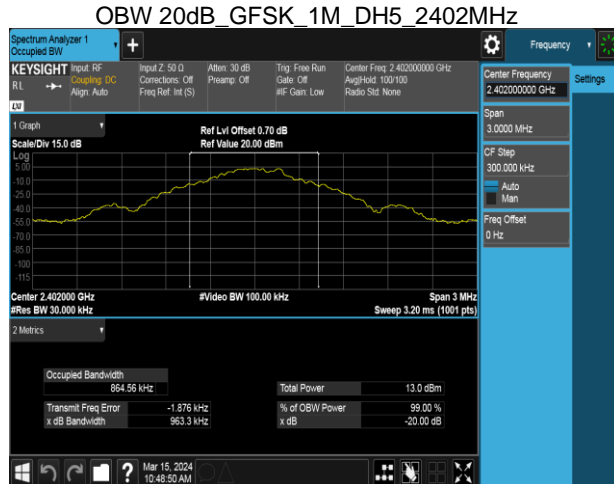 OBW 20dB_GFSK_1M_DH5_2402MHz
Spectrum Analyzer 1
Occupied BW
Frequency
KEYSIGHT
R L
LXI
Input: RF
Coupling: DC
Align: Auto
Input Z: 50 Ω
Corrections: Off
Freq Ref: Int (S)
Atten: 30 dB
Preamp: Off
Trig: Free Run
Gate: Off
#IF Gain: Low
Center Freq: 2.402000000 GHz
Avg|Hold: 100/100
Radio Std: None
Center Frequency
2.402000000 GHz
Settings
Span
3.0000 MHz
CF Step
300.000 kHz
Auto
Man
Freq Offset
0 Hz
1 Graph
Scale/Div 15.0 dB
Ref Lvl Offset 0.70 dB
Ref Value 20.00 dBm
Log
5.00
-10.0
-25.0
-40.0
-55.0
-70.0
-85.0
-100
-115
Center 2.402000 GHz
#Res BW 30.000 kHz
#Video BW 100.00 kHz
Span 3 MHz
Sweep 3.20 ms (1001 pts)
2 Metrics
Occupied Bandwidth
864.56 kHz
Total Power 13.0 dBm
Transmit Freq Error -1.876 kHz
% of OBW Power 99.00 %
x dB Bandwidth 963.3 kHz
x dB -20.00 dB
?
Mar 15, 2024
10:48:50 AM